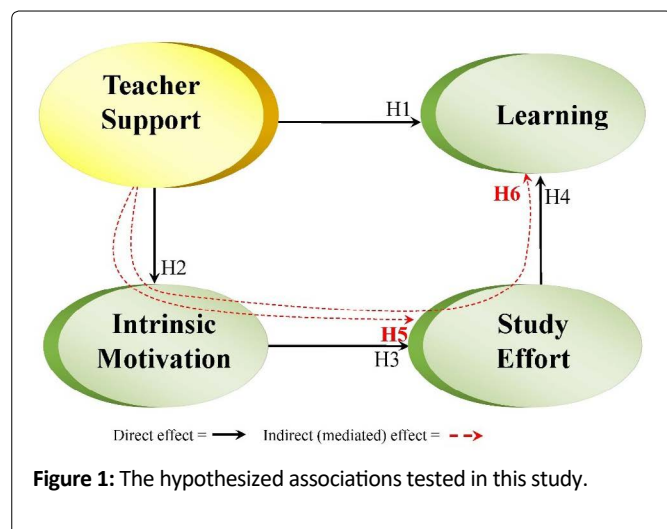 Teacher
Support
H1
Learning
H6
H4
H2
Intrinsic
Motivation
H5
H3
Study
Effort
Direct effect =
Indirect (mediated) effect =
Figure 1: The hypothesized associations tested in this study.